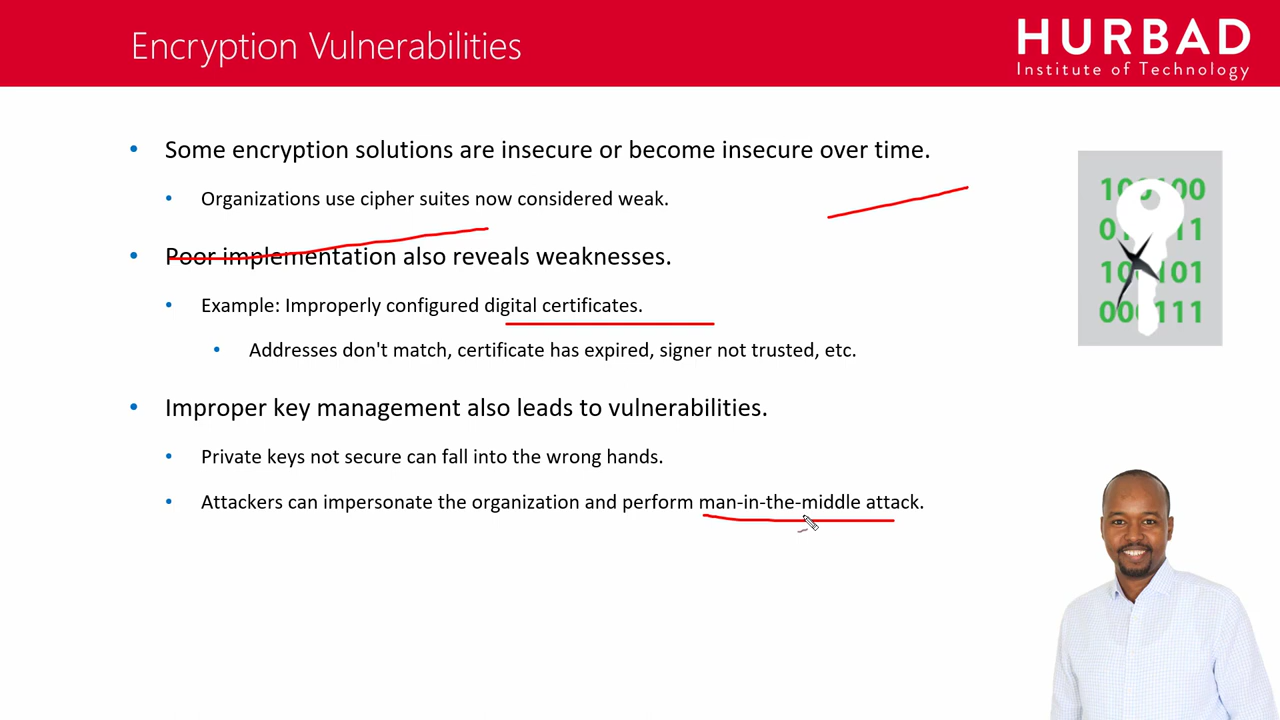 Encryption Vulnerabilities
HURBAD
Institute of Technology
Some encryption solutions are insecure or become insecure over time.
Organizations use cipher suites now considered weak.
Poor implementation also reveals weaknesses.
Example: Improperly configured digital certificates.
Addresses don't match, certificate has expired, signer not trusted, etc.
Improper key management also leads to vulnerabilities.
Private keys not secure can fall into the wrong hands.
Attackers can impersonate the organization and perform man-in-the-middle attack.